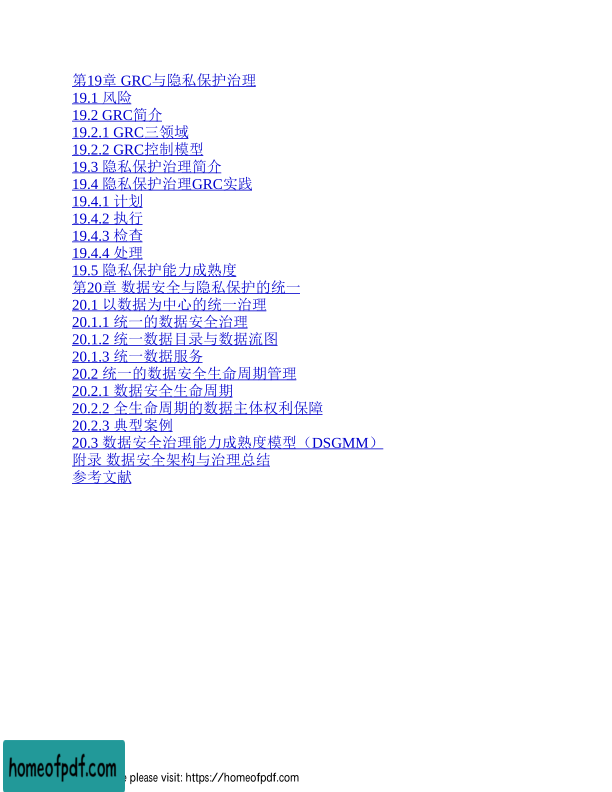 第19章 GRC与隐私保护治理
19.1 风险
19.2 GRC简介
19.2.1 GRC三领域
19.2.2 GRC控制模型
19.3 隐私保护治理简介
19.4 隐私保护治理GRC实践
19.4.1 计划
19.4.2 执行
19.4.3 检查
19.4.4 处理
19.5 隐私保护能力成熟度
第20章 数据安全与隐私保护的统一
20.1 以数据为中心的统一治理
20.1.1 统一的数据安全治理
20.1.2 统一数据目录与数据流图
20.1.3 统一数据服务
20.2 统一的数据安全生命周期管理
20.2.1 数据安全生命周期
20.2.2 全生命周期的数据主体权利保障
20.2.3 典型案例
20.3 数据安全治理能力成熟度模型（DSGMM）
附录 数据安全架构与治理总结
参考文献
homeofpdf.com
please visit: https://homeofpdf.com